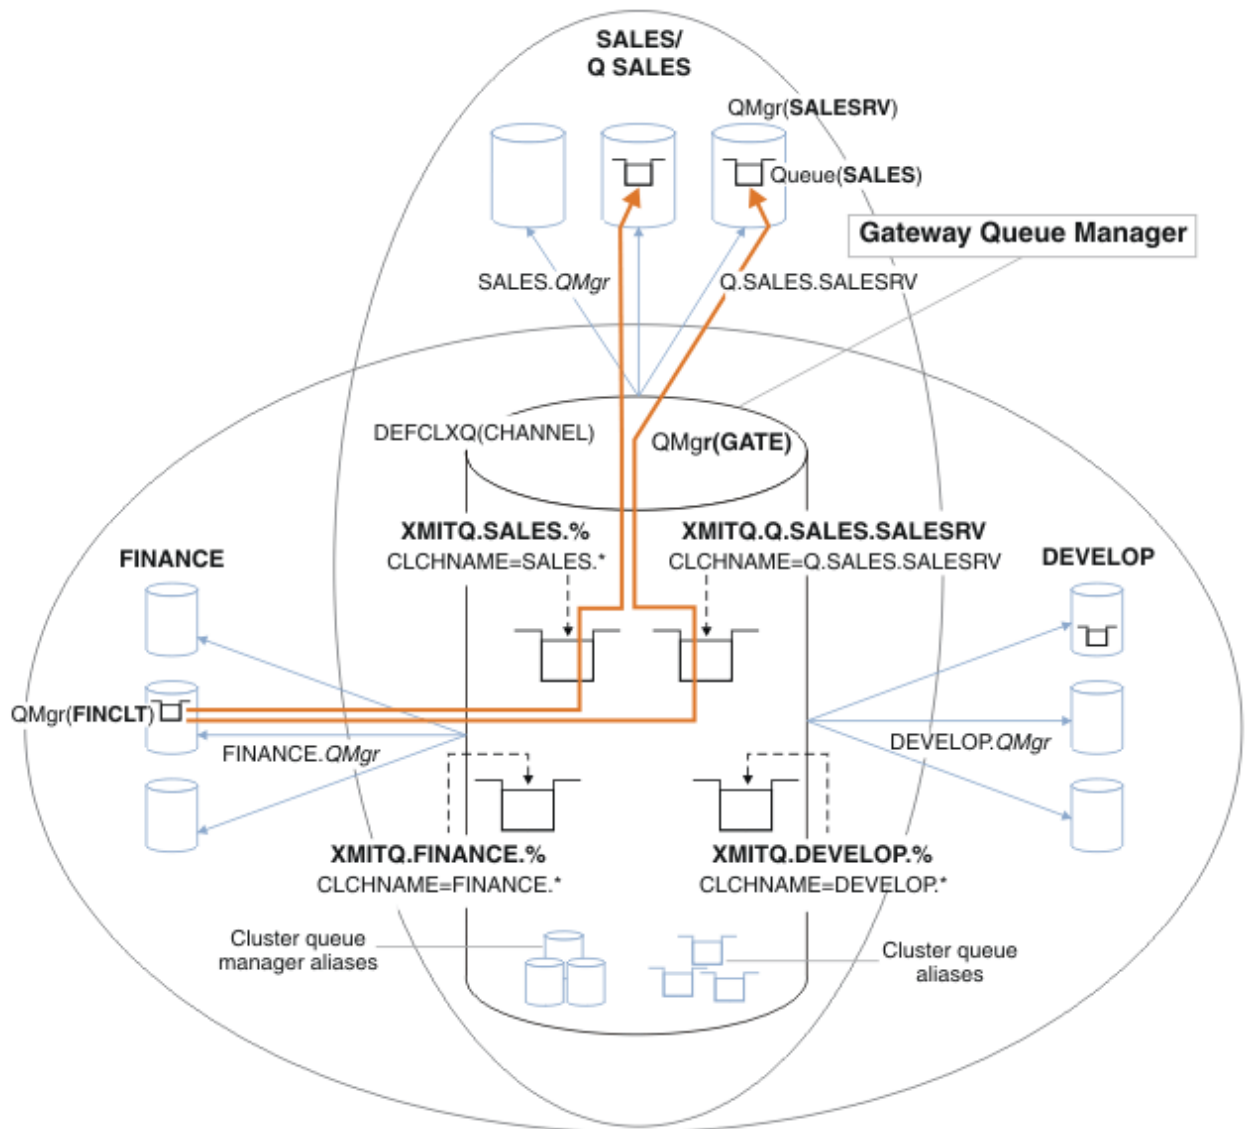 SALES/
Q SALES
QMgr(SALESRV)
Queue(SALES)
Gateway Queue Manager
SALES.QMgr
Q.SALES.SALESRV
DEFCLXQ(CHANNEL)
QMgr(GATE)
XMITQ.SALES.%
CLCHNAME=SALES.*
XMITQ.Q.SALES.SALESRV
CLCHNAME=Q.SALES.SALESRV
FINANCE
DEVELOP
QMgr(FINCLT)
FINANCE.QMgr
DEVELOP.QMgr
XMITQ.FINANCE.%
CLCHNAME=FINANCE.*
XMITQ.DEVELOP.%
CLCHNAME=DEVELOP.*
Cluster queue
manager aliases
Cluster queue
aliases